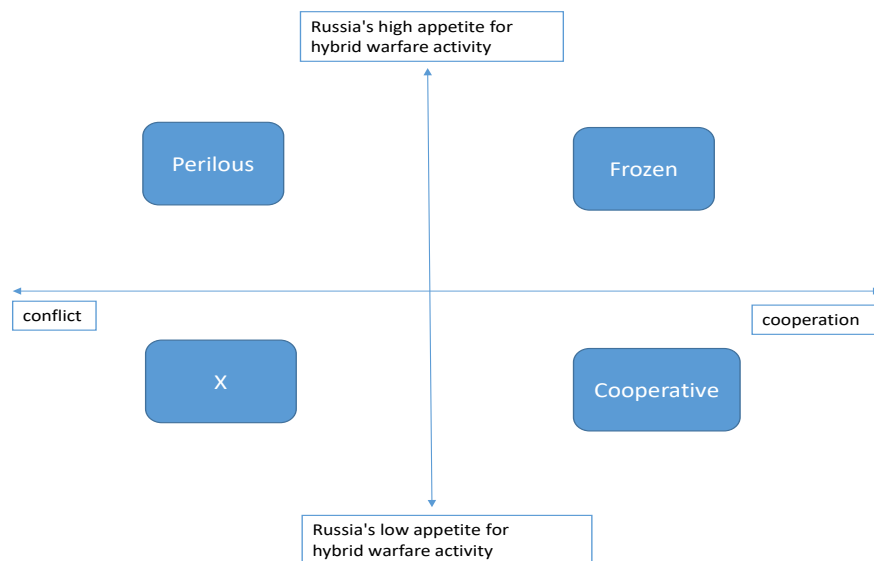 Russia's high appetite for
hybrid warfare activity
Perilous
Frozen
conflict
cooperation
X
Cooperative
Russia's low appetite for
hybrid warfare activity